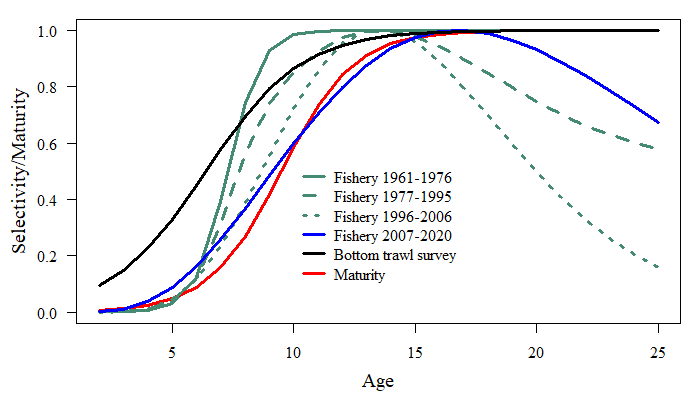 Selectivity/Maturity
1.0
0.8
0.6
0.4
0.2
0.0
Fishery 1961-1976
Fishery 1977-1995
Fishery 1996-2006
Fishery 2007-2020
Bottom trawl survey
Maturity
5 10 15 20 25
Age